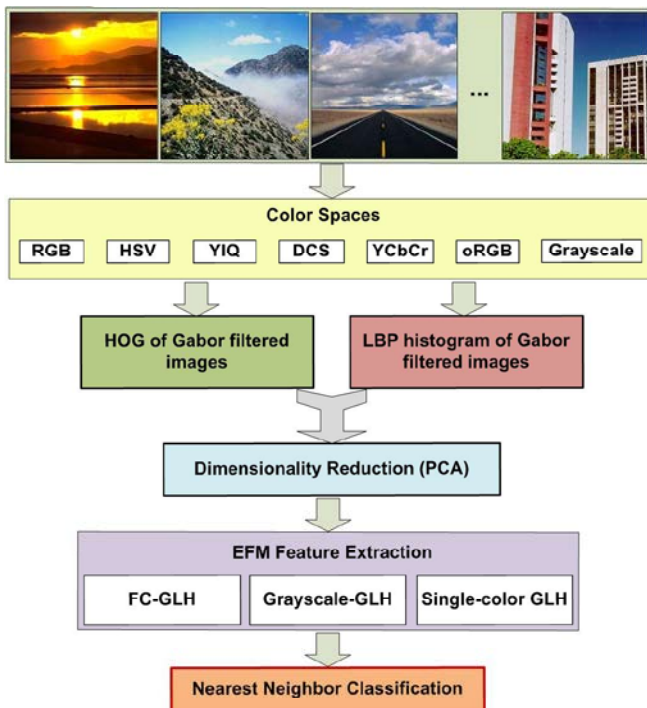 ...
Color Spaces
RGB HSV YIQ DCS YCbCr oRGB Grayscale
HOG of Gabor filtered
images
LBP histogram of Gabor
filtered images
Dimensionality Reduction (PCA)
EFM Feature Extraction
FC-GLH Grayscale-GLH Single-color GLH
Nearest Neighbor Classification